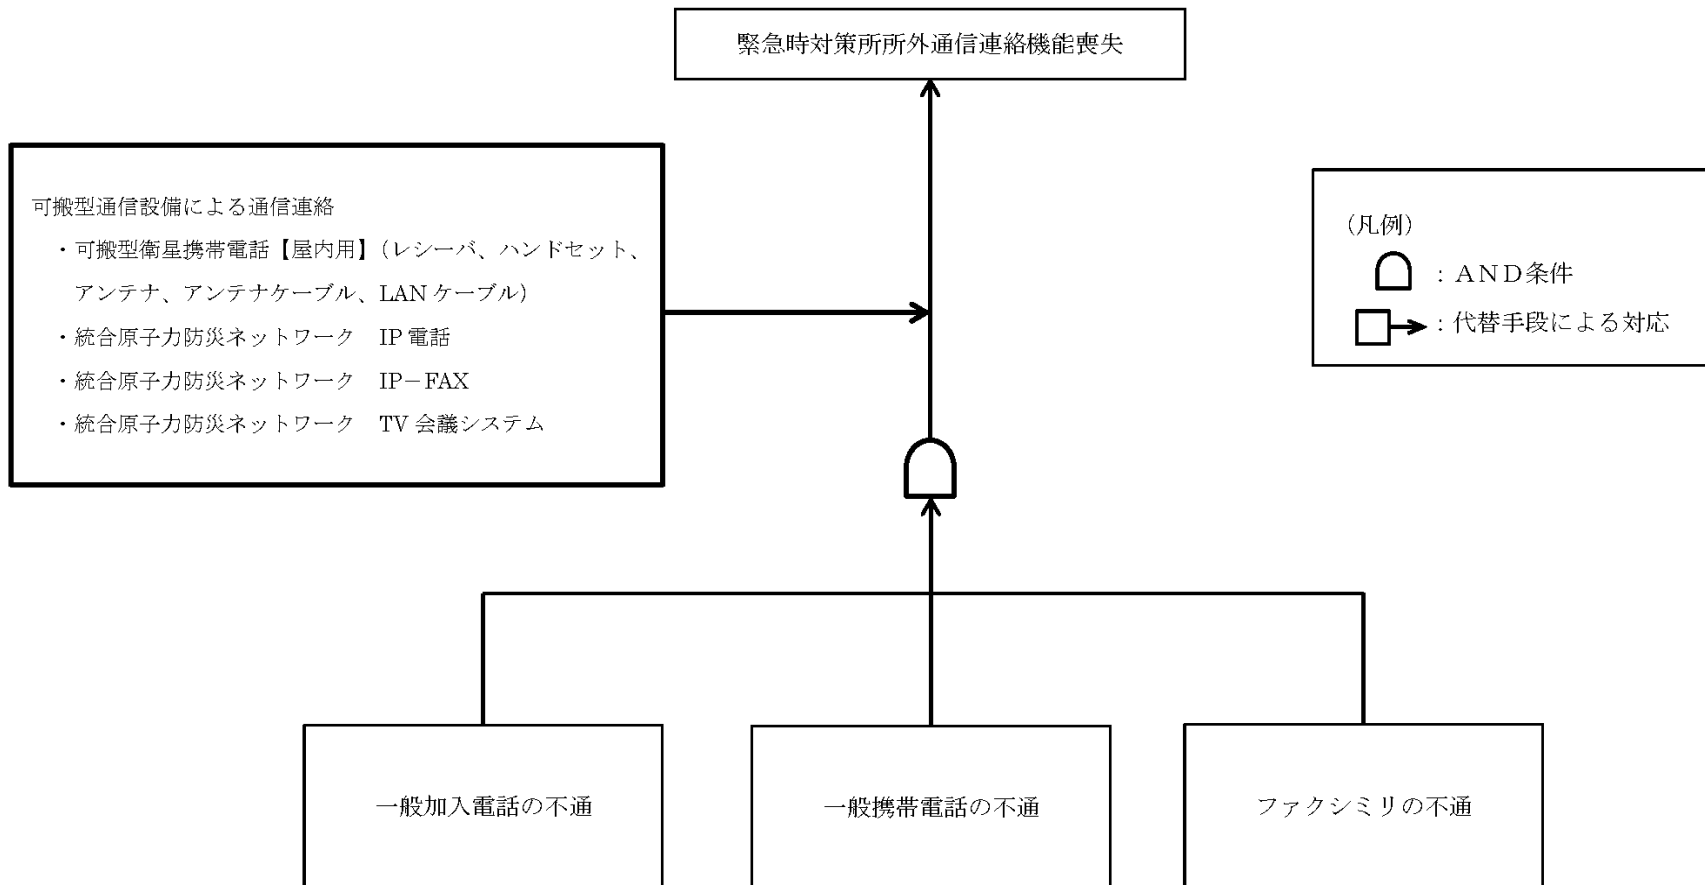 緊急時対策所所外通信連絡機能喪失
可搬型通信設備による通信連絡
・可搬型衛星携帯電話【屋内用】（レシーバ、ハンドセット、
アンテナ、アンテナケーブル、LAN ケーブル）
・統合原子力防災ネットワーク　IP 電話
・統合原子力防災ネットワーク　IP－FAX
・統合原子力防災ネットワーク　TV 会議システム
（凡例）
：ＡＮＤ条件
：代替手段による対応
一般加入電話の不通
一般携帯電話の不通
ファクシミリの不通